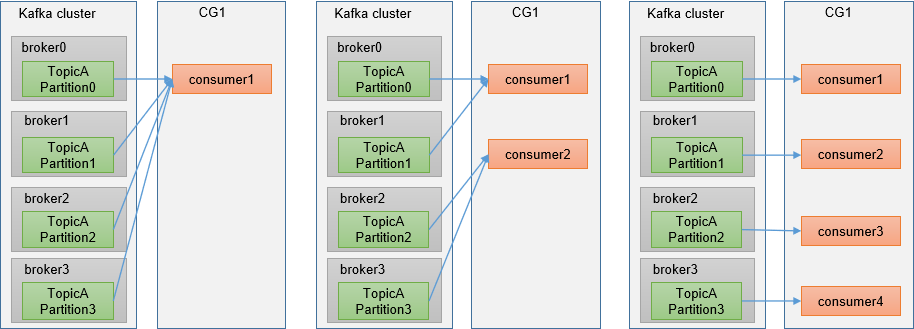 Kafka cluster
CG1
broker0
TopicA
Partition0
consumer1
broker1
TopicA
Partition1
broker2
TopicA
Partition2
broker3
TopicA
Partition3
Kafka cluster
CG1
broker0
TopicA
Partition0
consumer1
broker1
TopicA
Partition1
consumer2
broker2
TopicA
Partition2
broker3
TopicA
Partition3
Kafka cluster
CG1
broker0
TopicA
Partition0
consumer1
broker1
TopicA
Partition1
consumer2
broker2
TopicA
Partition2
consumer3
broker3
TopicA
Partition3
consumer4